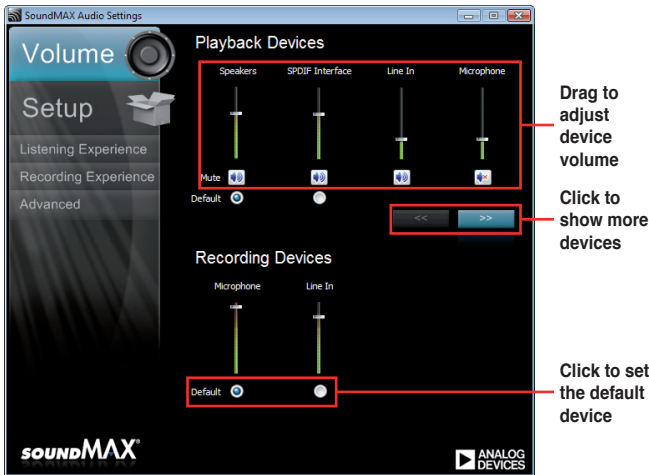 SoundMAX Audio Settings
Volume
Setup
Listening Experience
Recording Experience
Advanced
Playback Devices
Speakers SPDIF Interface Line In Microphone
Mute
Default
<< >>
Recording Devices
Microphone Line In
Default
Drag to
adjust
device
volume
Click to
show more
devices
Click to set
the default
device
SOUNDMAX®
ANALOG
DEVICES